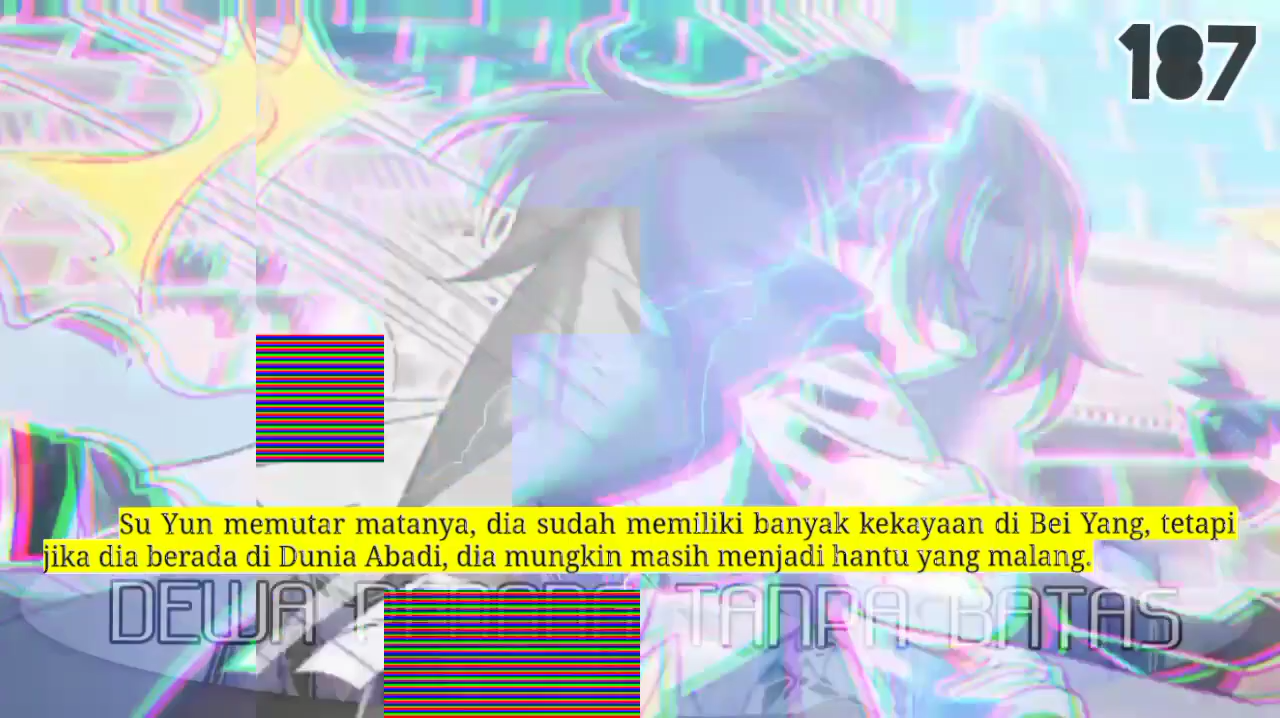 187
Su Yun memutar matanya, dia sudah memiliki banyak kekayaan di Bei Yang, tetapi
jika dia berada di Dunia Abadi, dia mungkin masih menjadi hantu yang malang.
DEWA PEDANG TANPA BATAS